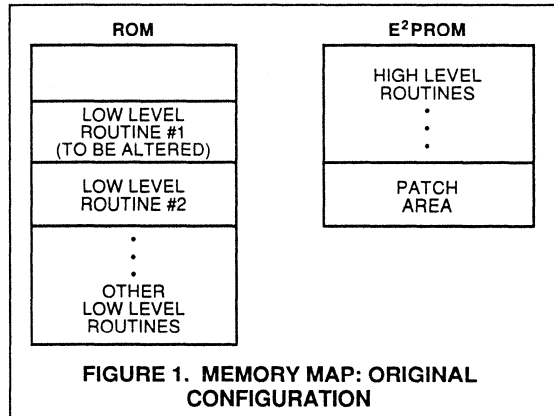 ROM
LOW LEVEL
ROUTINE #1
(TO BE ALTERED)
LOW LEVEL
ROUTINE #2
•
•
•
OTHER
LOW LEVEL
ROUTINES
E²PROM
HIGH LEVEL
ROUTINES
•
•
•
PATCH
AREA
FIGURE 1. MEMORY MAP: ORIGINAL
CONFIGURATION